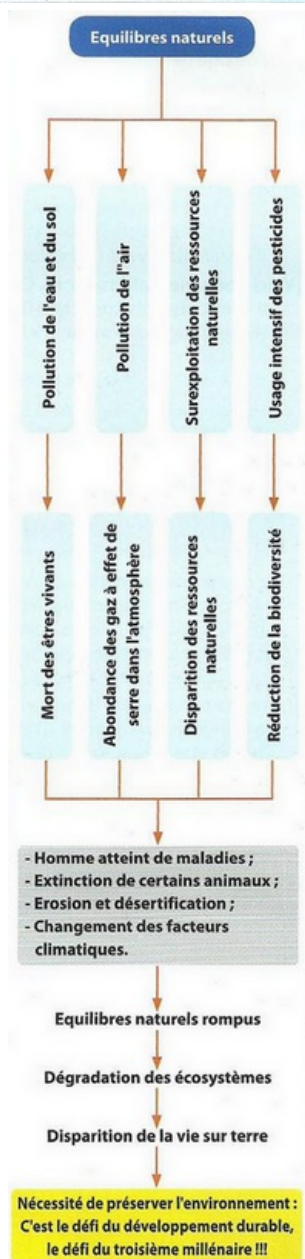 Equilibres naturels
Pollution de l'eau et du sol
Pollution de l''air
Surexploitation des ressources
naturelles
Usage intensif des pesticides
Mort des êtres vivants
Abondance des gaz à effet de
serre dans l'atmosphère
Disparition des ressources
naturelles
Réduction de la biodiversité
- Homme atteint de maladies ;
- Extinction de certains animaux ;
- Erosion et désertification ;
- Changement des facteurs
climatiques.
Equilibres naturels rompus
Dégradation des écosystèmes
Disparition de la vie sur terre
Nécessité de préserver l'environnement :
C'est le défi du développement durable,
le défi du troisième millénaire !!!